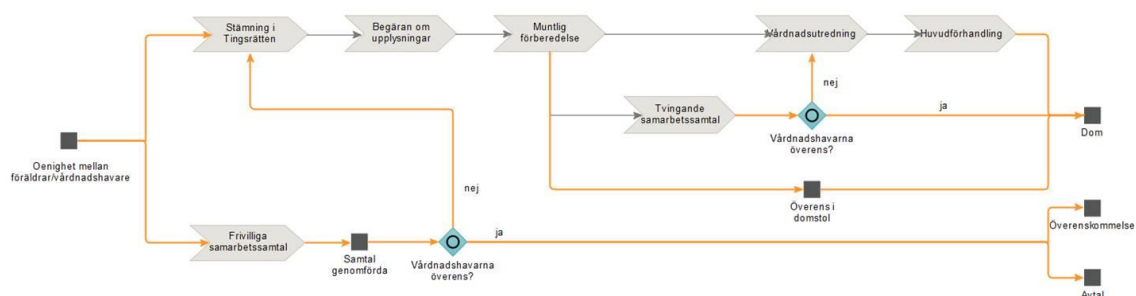 Stämning i
Tingsrätten
Begäran om
upplysningar
Muntlig
förberedelse
Vårdnadsutredning
Huvudförhandling
nej
Tvingande
samarbetssamtal
ja
Vårdnadshavarna
överens?
Dom
Oenighet mellan
föräldrar/vårdnadshavare
nej
Överens i
domstol
Frivilliga
samarbetssamtal
Samtal
genomförda
ja
Vårdnadshavarna
överens?
Överenskommelse
Avtal